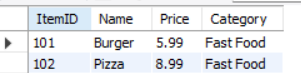 ItemID Name Price Category
101 Burger 5.99 Fast Food
102 Pizza 8.99 Fast Food